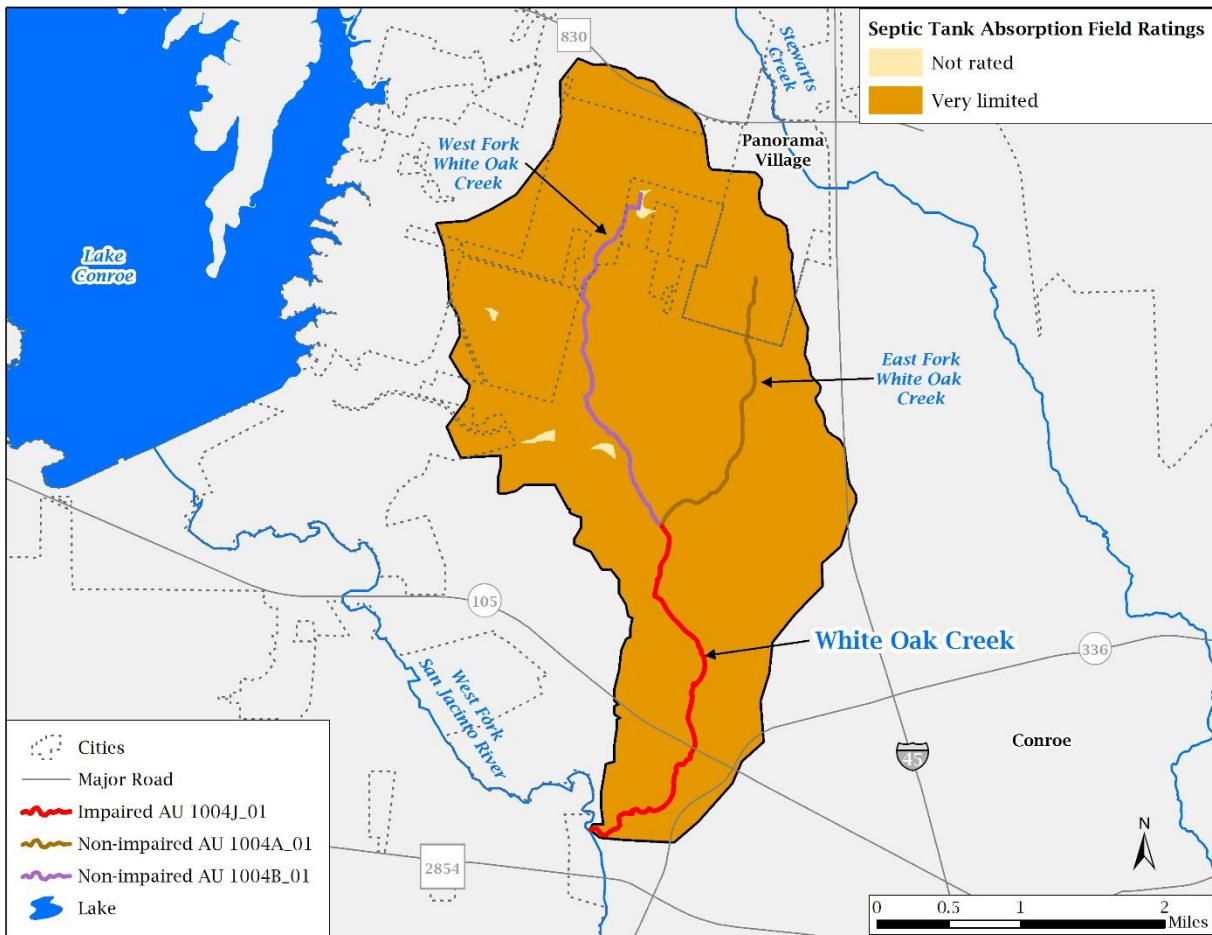 830
Stewarts
Creek
Septic Tank Absorption Field Ratings
Not rated
Very limited
West Fork
White Oak
Creek
Panorama
Village
Lake
Conroe
East Fork
White Oak
Creek
105
White Oak Creek
336
West Fork
San Jacinto River
45
Conroe
Cities
Major Road
Impaired AU 1004J_01
Non-impaired AU 1004A_01
Non-impaired AU 1004B_01
Lake
2854
N
0 0.5 1 2
Miles